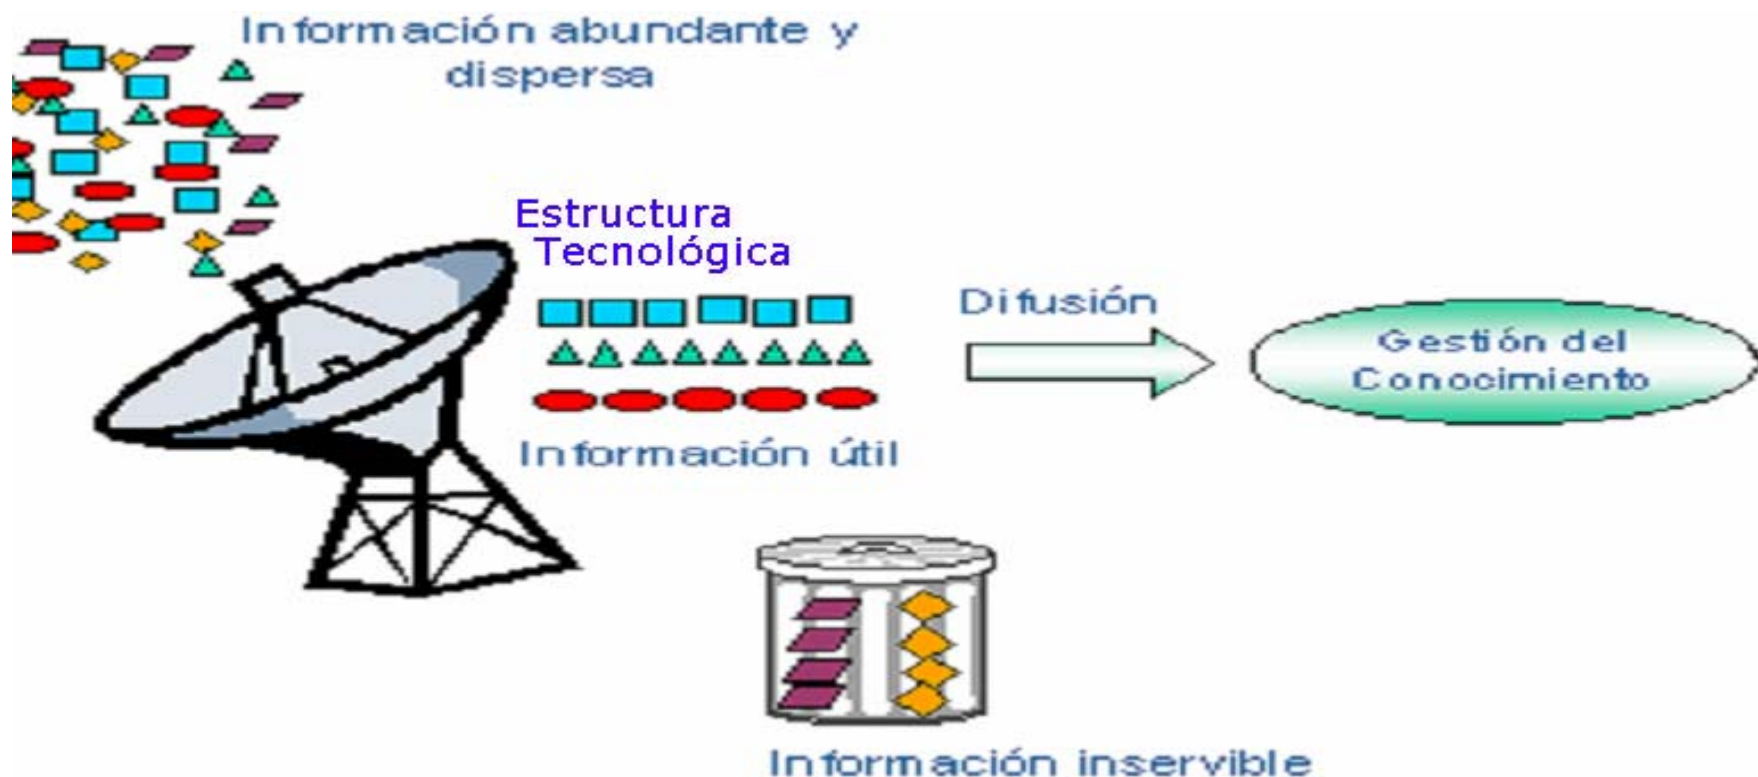 Información abundante y
dispersa
Estructura
Tecnológica
Difusión
Gestión del
Conocimiento
Información útil
Información inservible